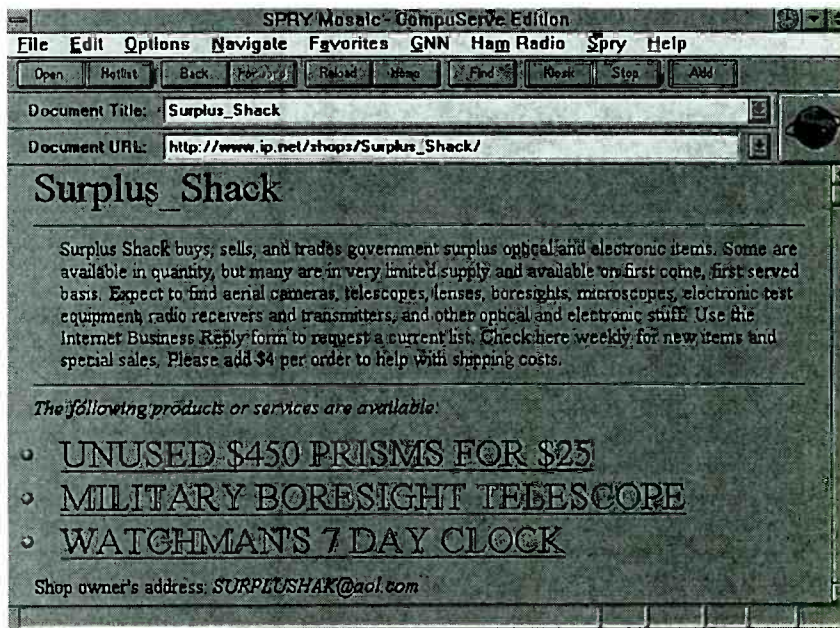 SPRY Mosaic - CompuServe Edition
File Edit Options Navigate Favorites GNN Ham Radio Spry Help
Open Hotlist Back Forward Reload Home Find Kiosk Stop Add
Document Title: Surplus_Shack
Document URL: http://www.ip.net/shops/Surplus_Shack/
Surplus_Shack
Surplus Shack buys, sells, and trades government surplus optical and electronic items. Some are
available in quantity, but many are in very limited supply and available on first come, first served
basis. Expect to find aerial cameras, telescopes, lenses, boresights, microscopes, electronic test
equipment, radio receivers and transmitters, and other optical and electronic stuff. Use the
Internet Business Reply form to request a current list. Check here weekly for new items and
special sales, Please add $4 per order to help with shipping costs.
The following products or services are available:
UNUSED $450 PRISMS FOR $25
MILITARY BORESIGHT TELESCOPE
WATCHMAN'S 7 DAY CLOCK
Shop owner's address: SURPLUSHAK@aol.com